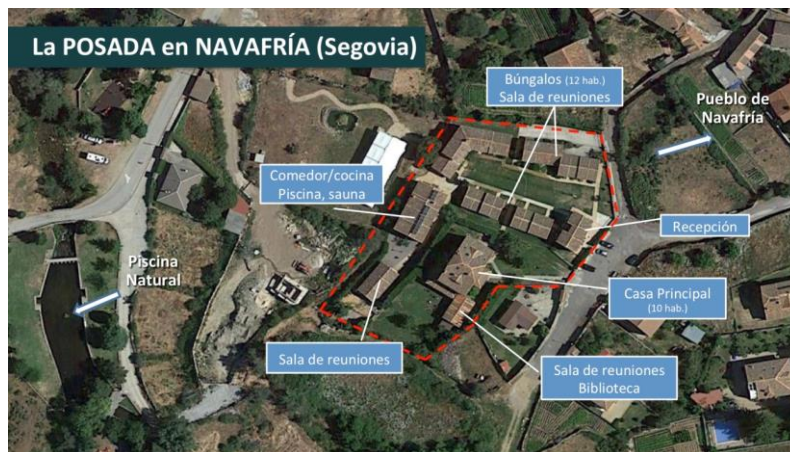 La POSADA en NAVAFRÍA (Segovia)
Búngalos (12 hab.)
Sala de reuniones
Pueblo de
Navafría
Comedor/cocina
Piscina, sauna
Recepción
Piscina
Natural
Casa Principal
(10 hab.)
Sala de reuniones
Sala de reuniones
Biblioteca